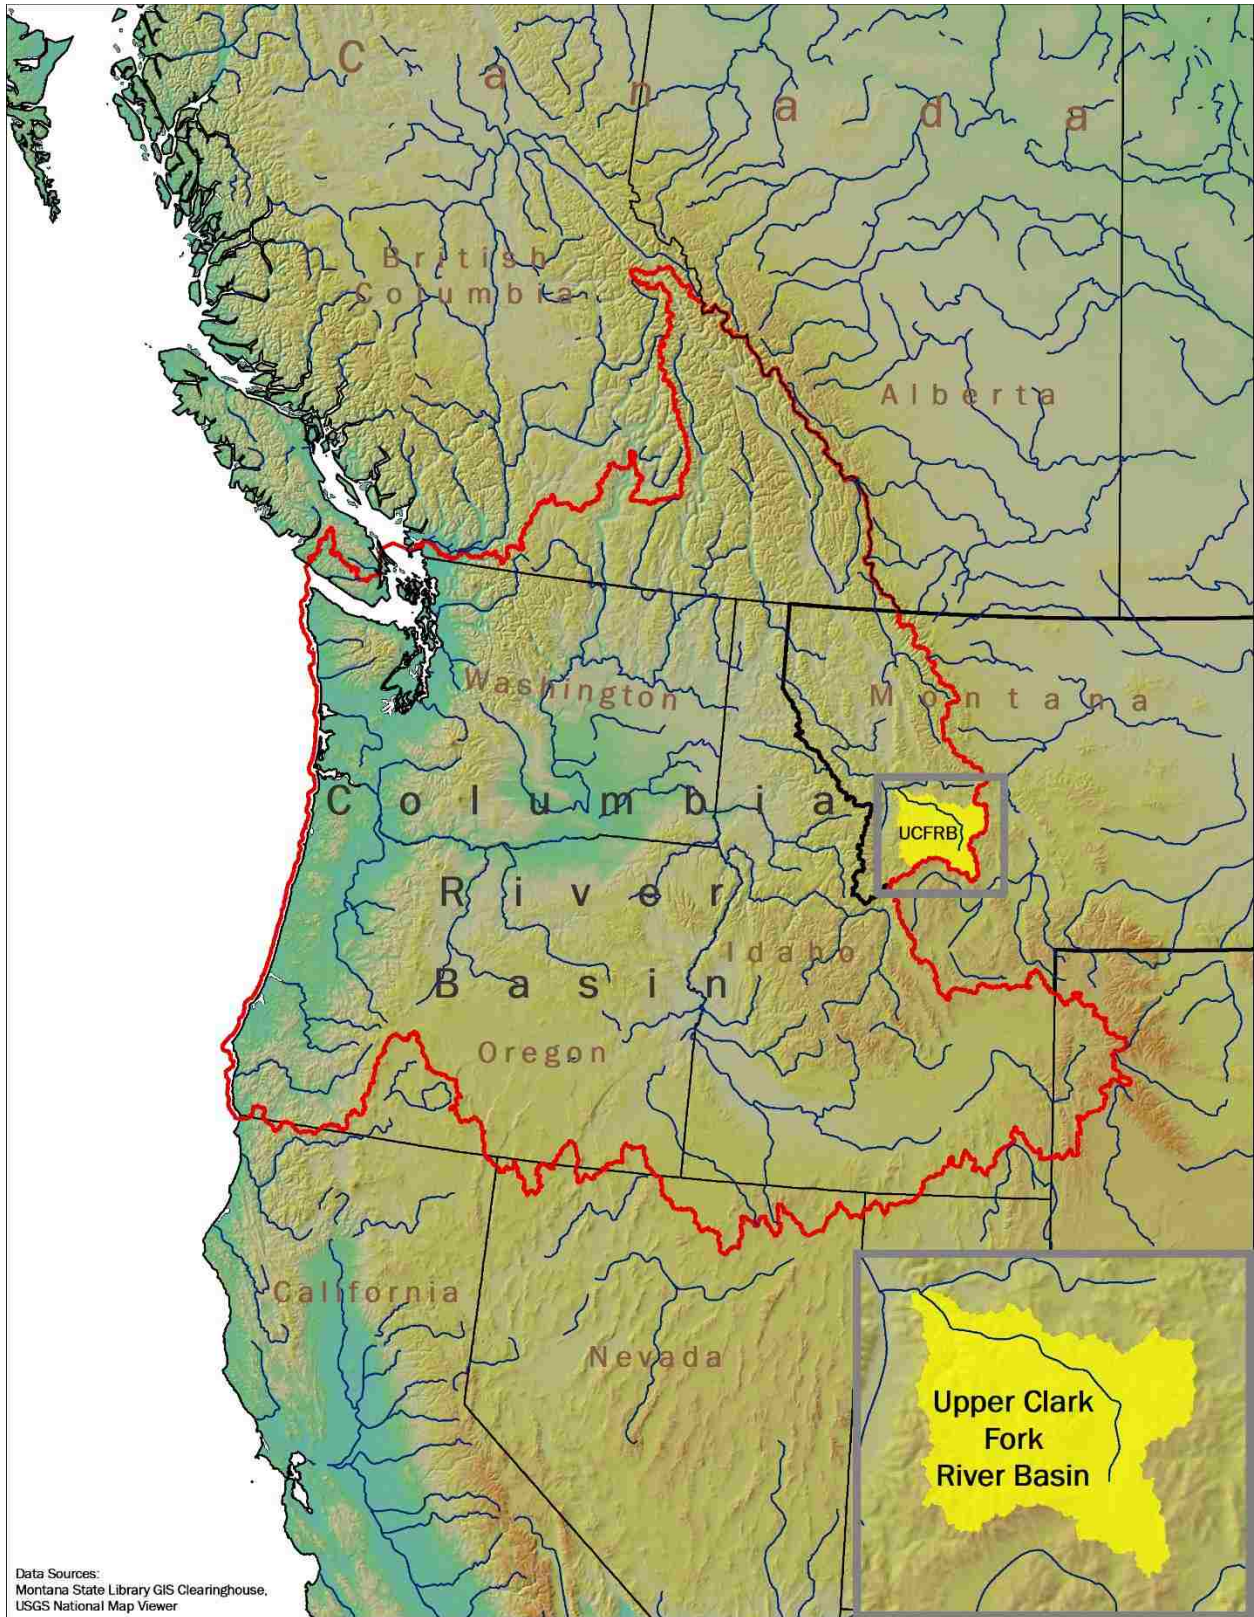 Canada
British
Columbia
Alberta
Washington
Montana
Columbia
UCFRB
River
Idaho
Basin
Oregon
California
Nevada
Upper Clark
Fork
River Basin
Data Sources:
Montana State Library GIS Clearinghouse,
USGS National Map Viewer